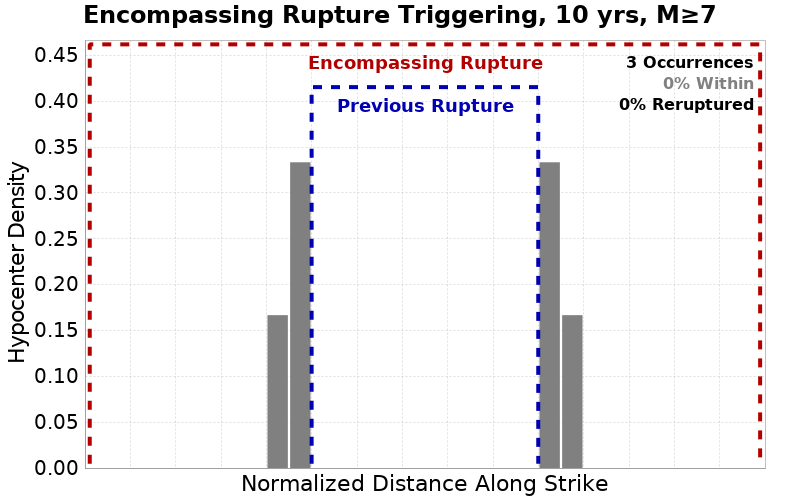 Encompassing Rupture Triggering, 10 yrs, M≥7
Encompassing Rupture
Previous Rupture
3 Occurrences
0% Within
0% Reruptured
Hypocenter Density
0.45
0.40
0.35
0.30
0.25
0.20
0.15
0.10
0.05
0.00
Normalized Distance Along Strike